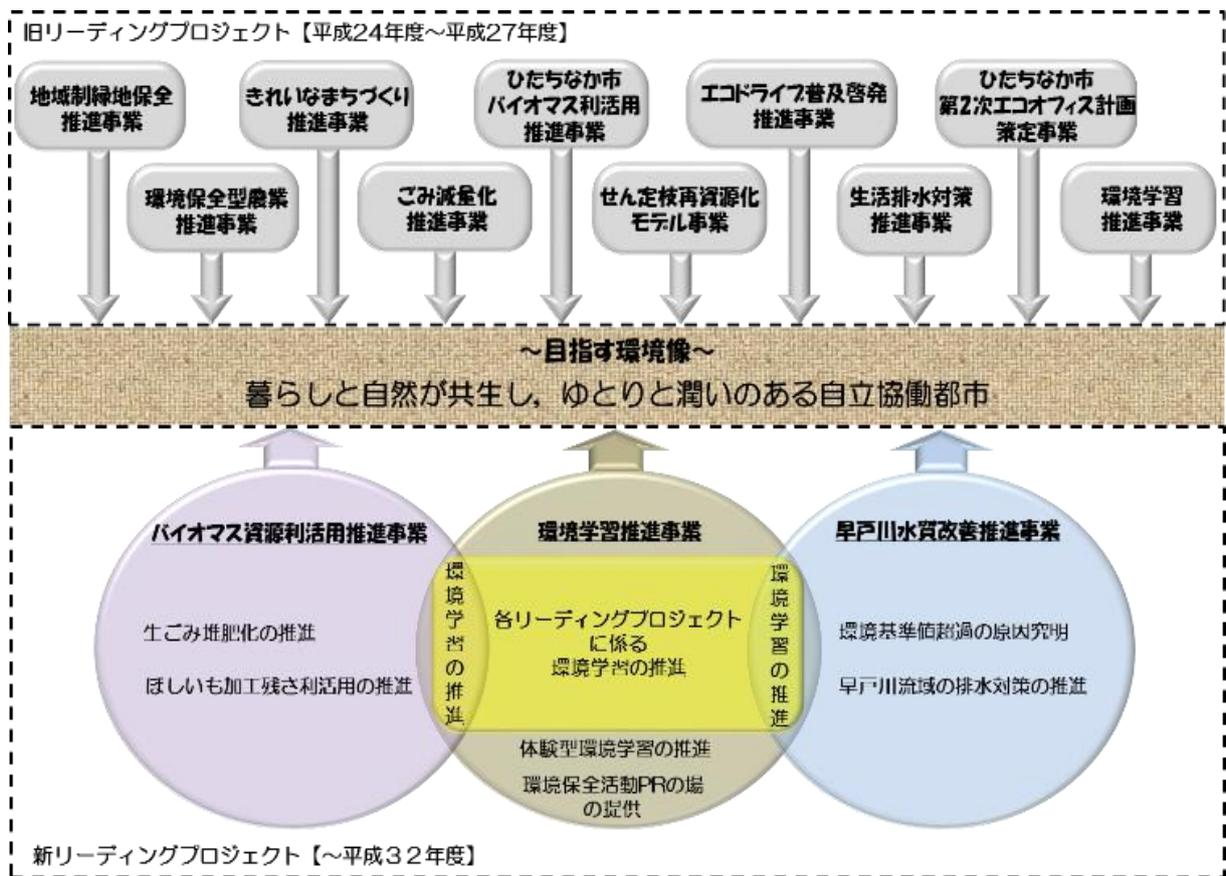 旧リーディングプロジェクト【平成24年度～平成27年度】
地域制緑地保全
推進事業
きれいなまちづくり
推進事業
ひたちなか市
バイオマス利活用
推進事業
エコドライブ普及啓発
推進事業
ひたちなか市
第2次エコオフィス計画
策定事業
環境保全型農業
推進事業
ごみ減量化
推進事業
せん定枝再資源化
モデル事業
生活排水対策
推進事業
環境学習
推進事業
～目指す環境像～
暮らしと自然が共生し，ゆとりと潤いのある自立協働都市
バイオマス資源利活用推進事業
生ごみ堆肥化の推進
ほしいも加工残さ利活用の推進
環境学習の推進
環境学習推進事業
各リーディングプロジェクト
に係る
環境学習の推進
体験型環境学習の推進
環境保全活動PRの場
の提供
環境学習の推進
早戸川水質改善推進事業
環境基準値超過の原因究明
早戸川流域の排水対策の推進
新リーディングプロジェクト【～平成３２年度】